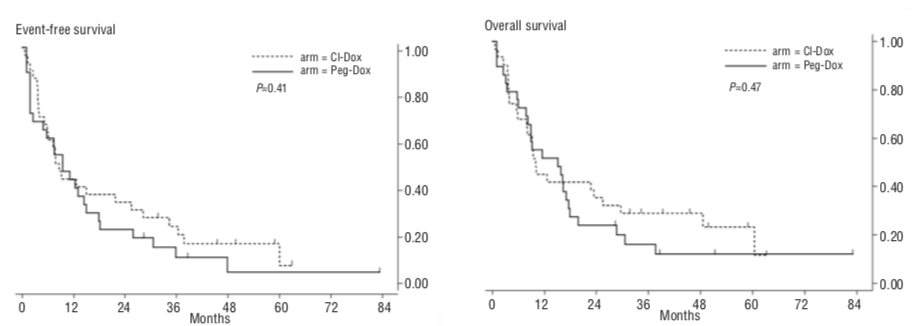 Event-free survival
arm = Cl-Dox
arm = Peg-Dox
P=0.41
1.00
0.80
0.60
0.40
0.20
0.00
0 12 24 36 48 60 72 84
Months
Overall survival
arm = Cl-Dox
arm = Peg-Dox
P=0.47
1.00
0.80
0.60
0.40
0.20
0.00
0 12 24 36 48 60 72 84
Months